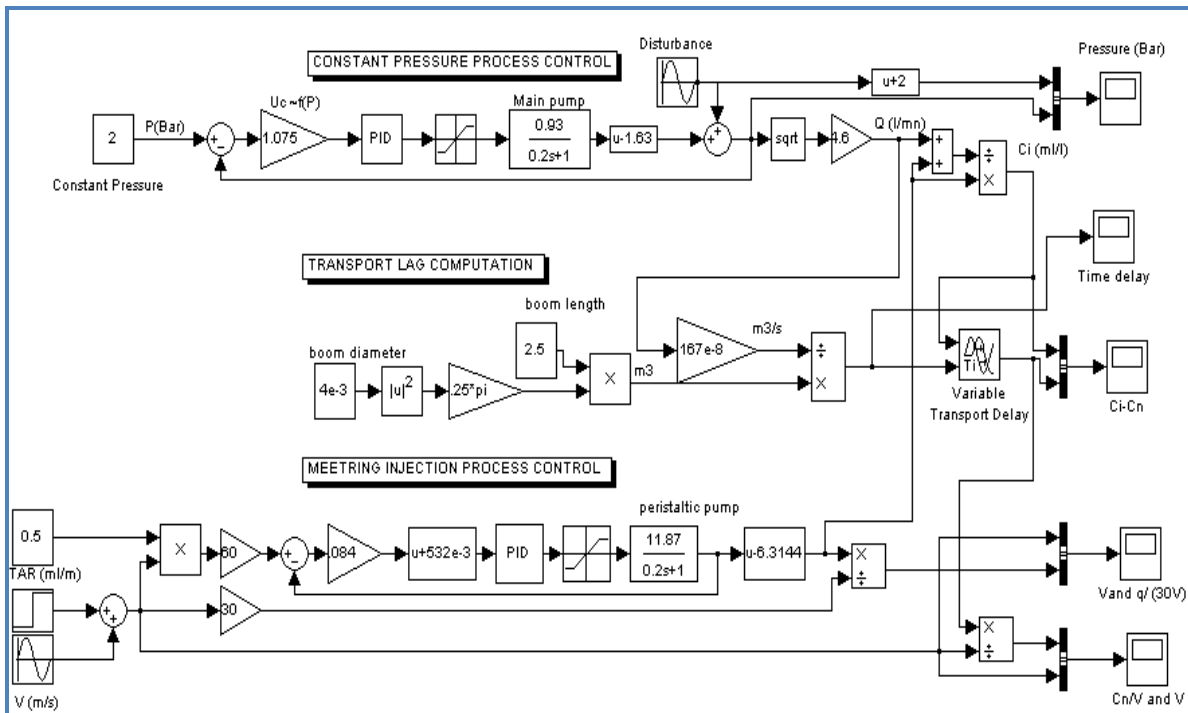 Disturbance
CONSTANT PRESSURE PROCESS CONTROL
Pressure (Bar)
Uc ~f(P)
Main pump
u+2
2
P(Bar)
1.075
PID
0.93
0.2s+1
u-1.63
sqrt
4.6
Q (l/mn)
Ci (ml/l)
Constant Pressure
TRANSPORT LAG COMPUTATION
Time delay
boom length
2.5
m3/s
167e-8
boom diameter
4e-3
|u|²
.25*pi
m3
Ti
Variable
Transport Delay
Ci-Cn
MEETRING INJECTION PROCESS CONTROL
peristaltic pump
0.5
TAR (ml/m)
60
084
u+532e-3
PID
11.87
0.2s+1
u-6.3144
30
Vand q/ (30V)
V (m/s)
Cn/V and V